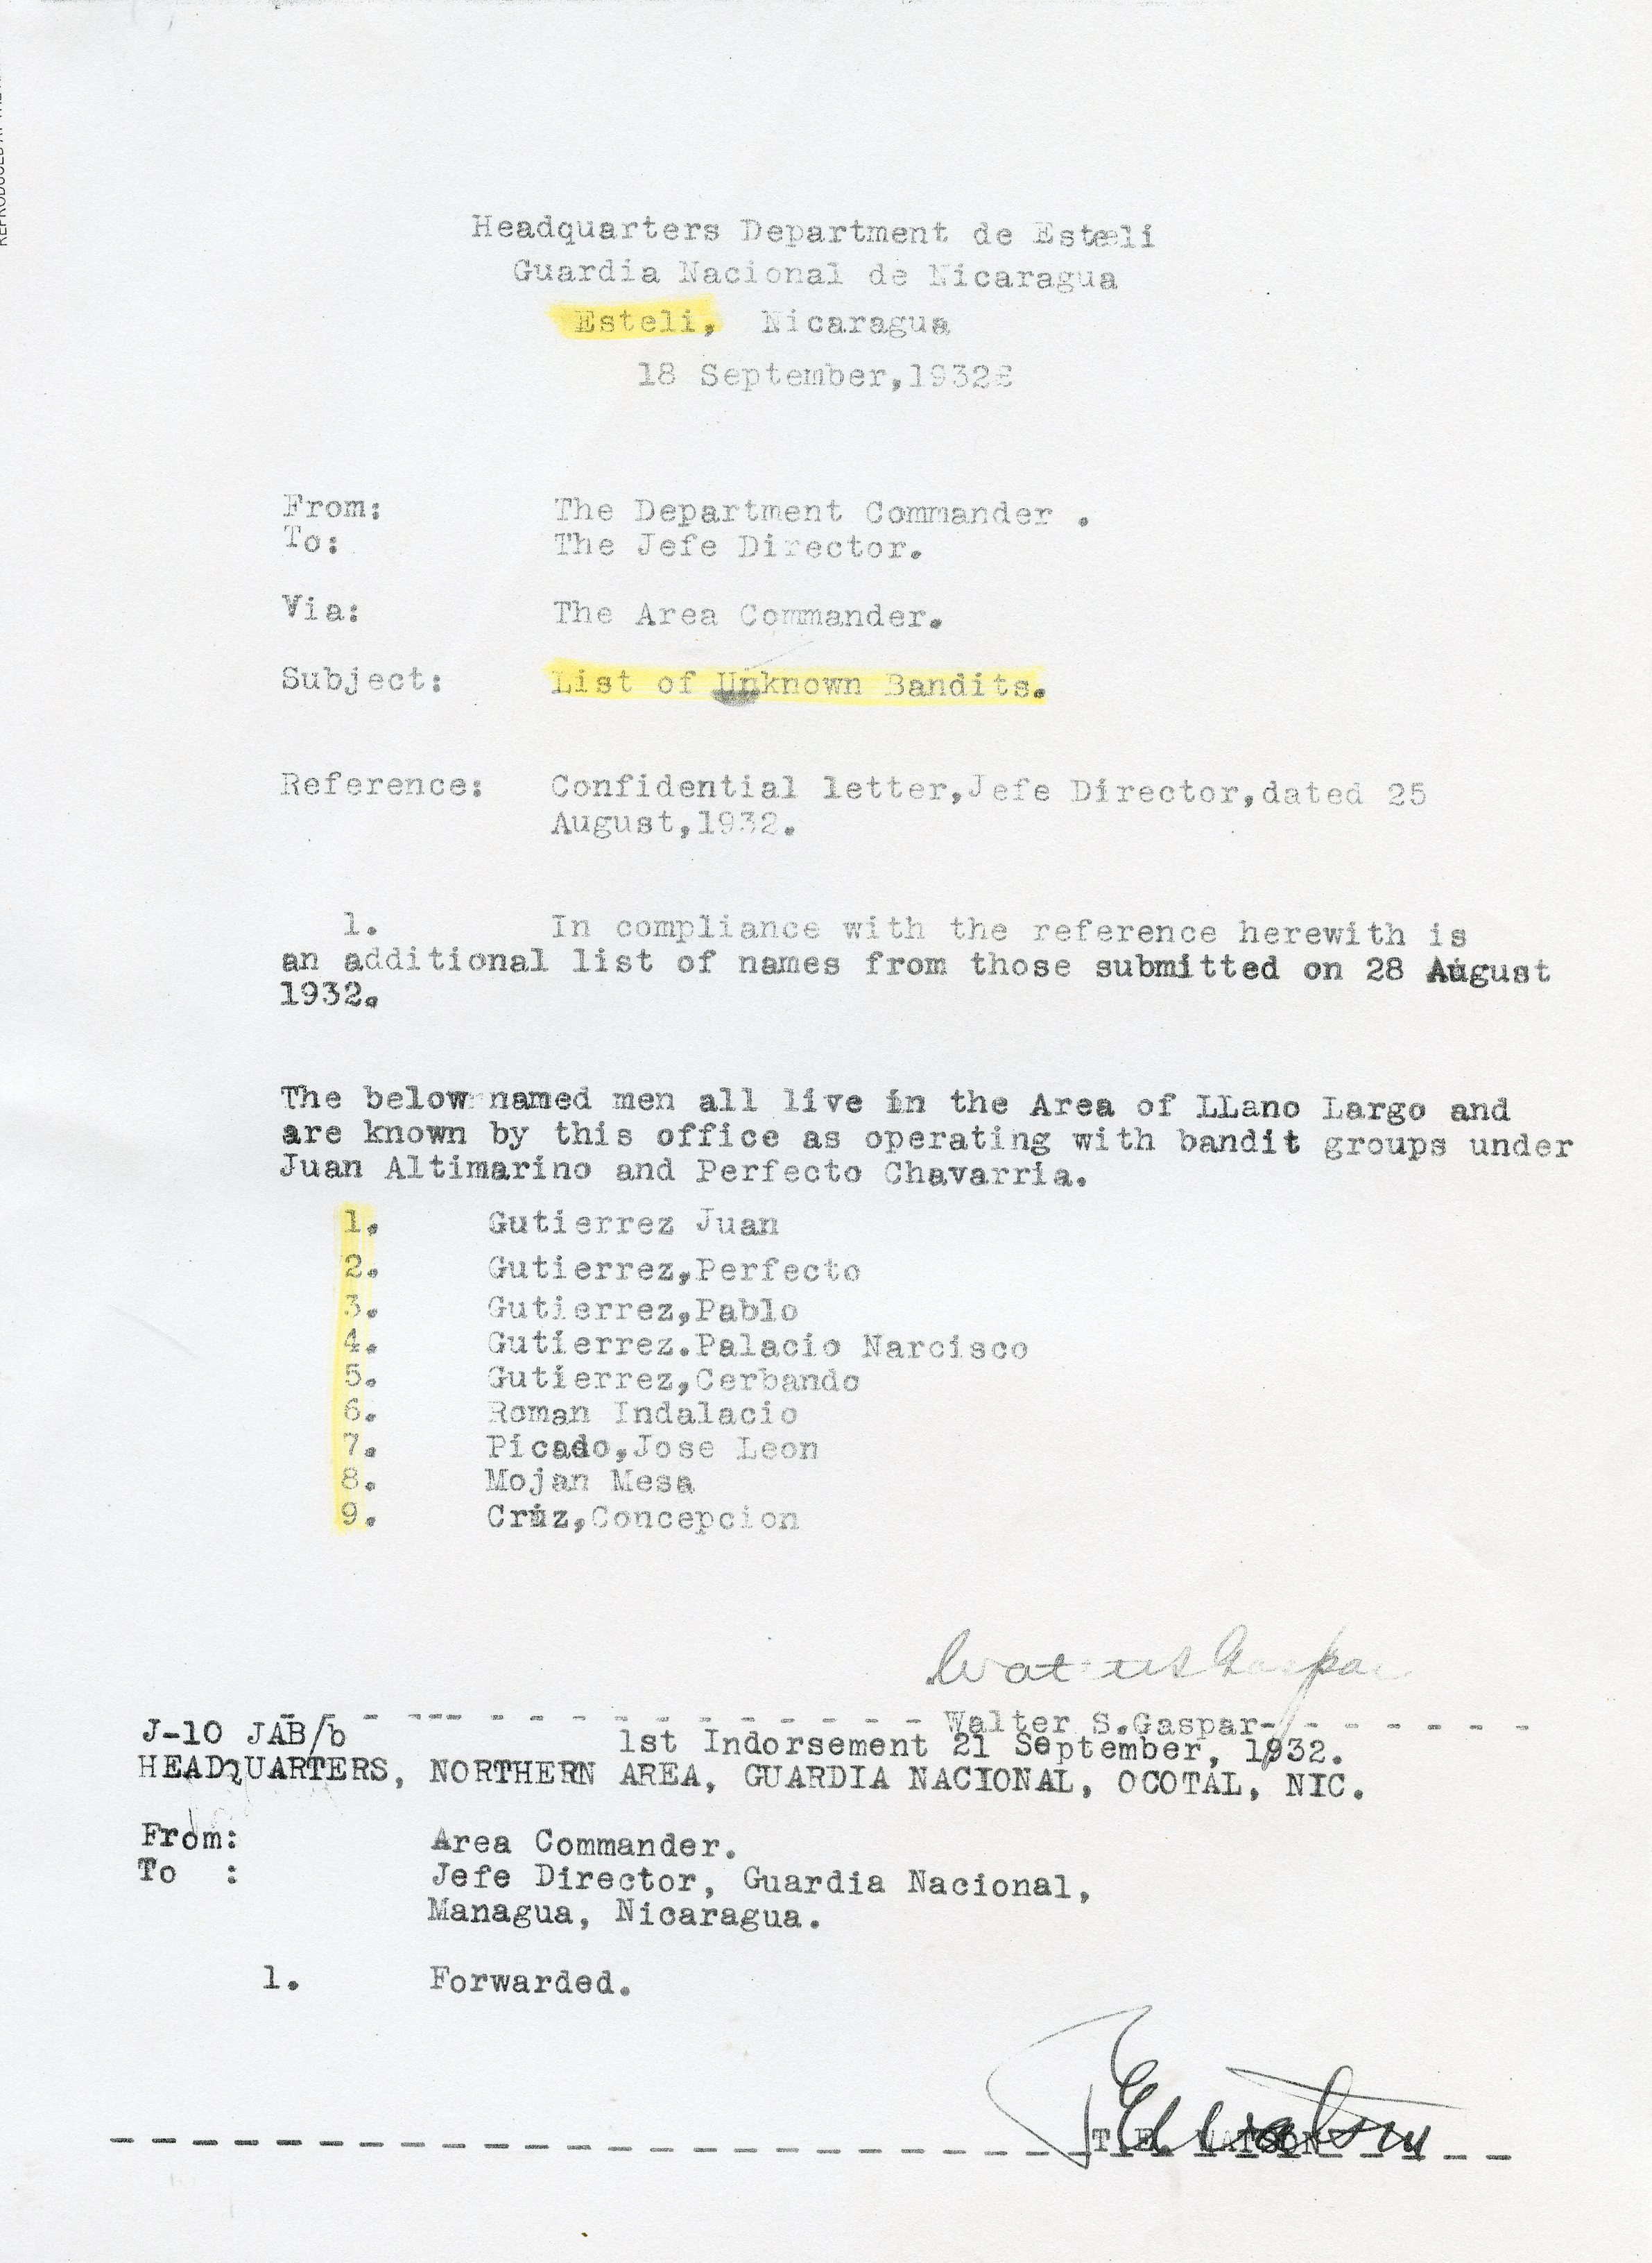 REPRODUCED AT THE
Headquarters Department de Esteeli
Guardia Nacional de Nicaragua
Esteli, Nicaragua
18 September,1932
From: The Department Commander .
To: The Jefe Director.
Via: The Area Commander.
Subject: List of Unknown Bandits.
Reference: Confidential letter,Jefe Director,dated 25
August,1932.
1. In compliance with the reference herewith is
an additional list of names from those submitted on 28 August
1932.
The below named men all live in the Area of LLano Largo and
are known by this office as operating with bandit groups under
Juan Altimarino and Perfecto Chavarria.
1. Gutierrez Juan
2. Gutierrez,Perfecto
3. Gutierrez,Pablo
4. Gutierrez.Palacio Narcisco
5. Gutierrez,Cerbando
6. Roman Indalacio
7. Picado,Jose Leon
8. Mojan Mesa
9. Cruz,Concepcion
Walter S Gaspar
Walter S.Gaspar
J-10 JAB/b 1st Indorsement 21 September, 1932.
HEADQUARTERS, NORTHERN AREA, GUARDIA NACIONAL, OCOTAL, NIC.
From: Area Commander.
To : Jefe Director, Guardia Nacional,
Managua, Nicaragua.
1. Forwarded.
T.E. WATSON